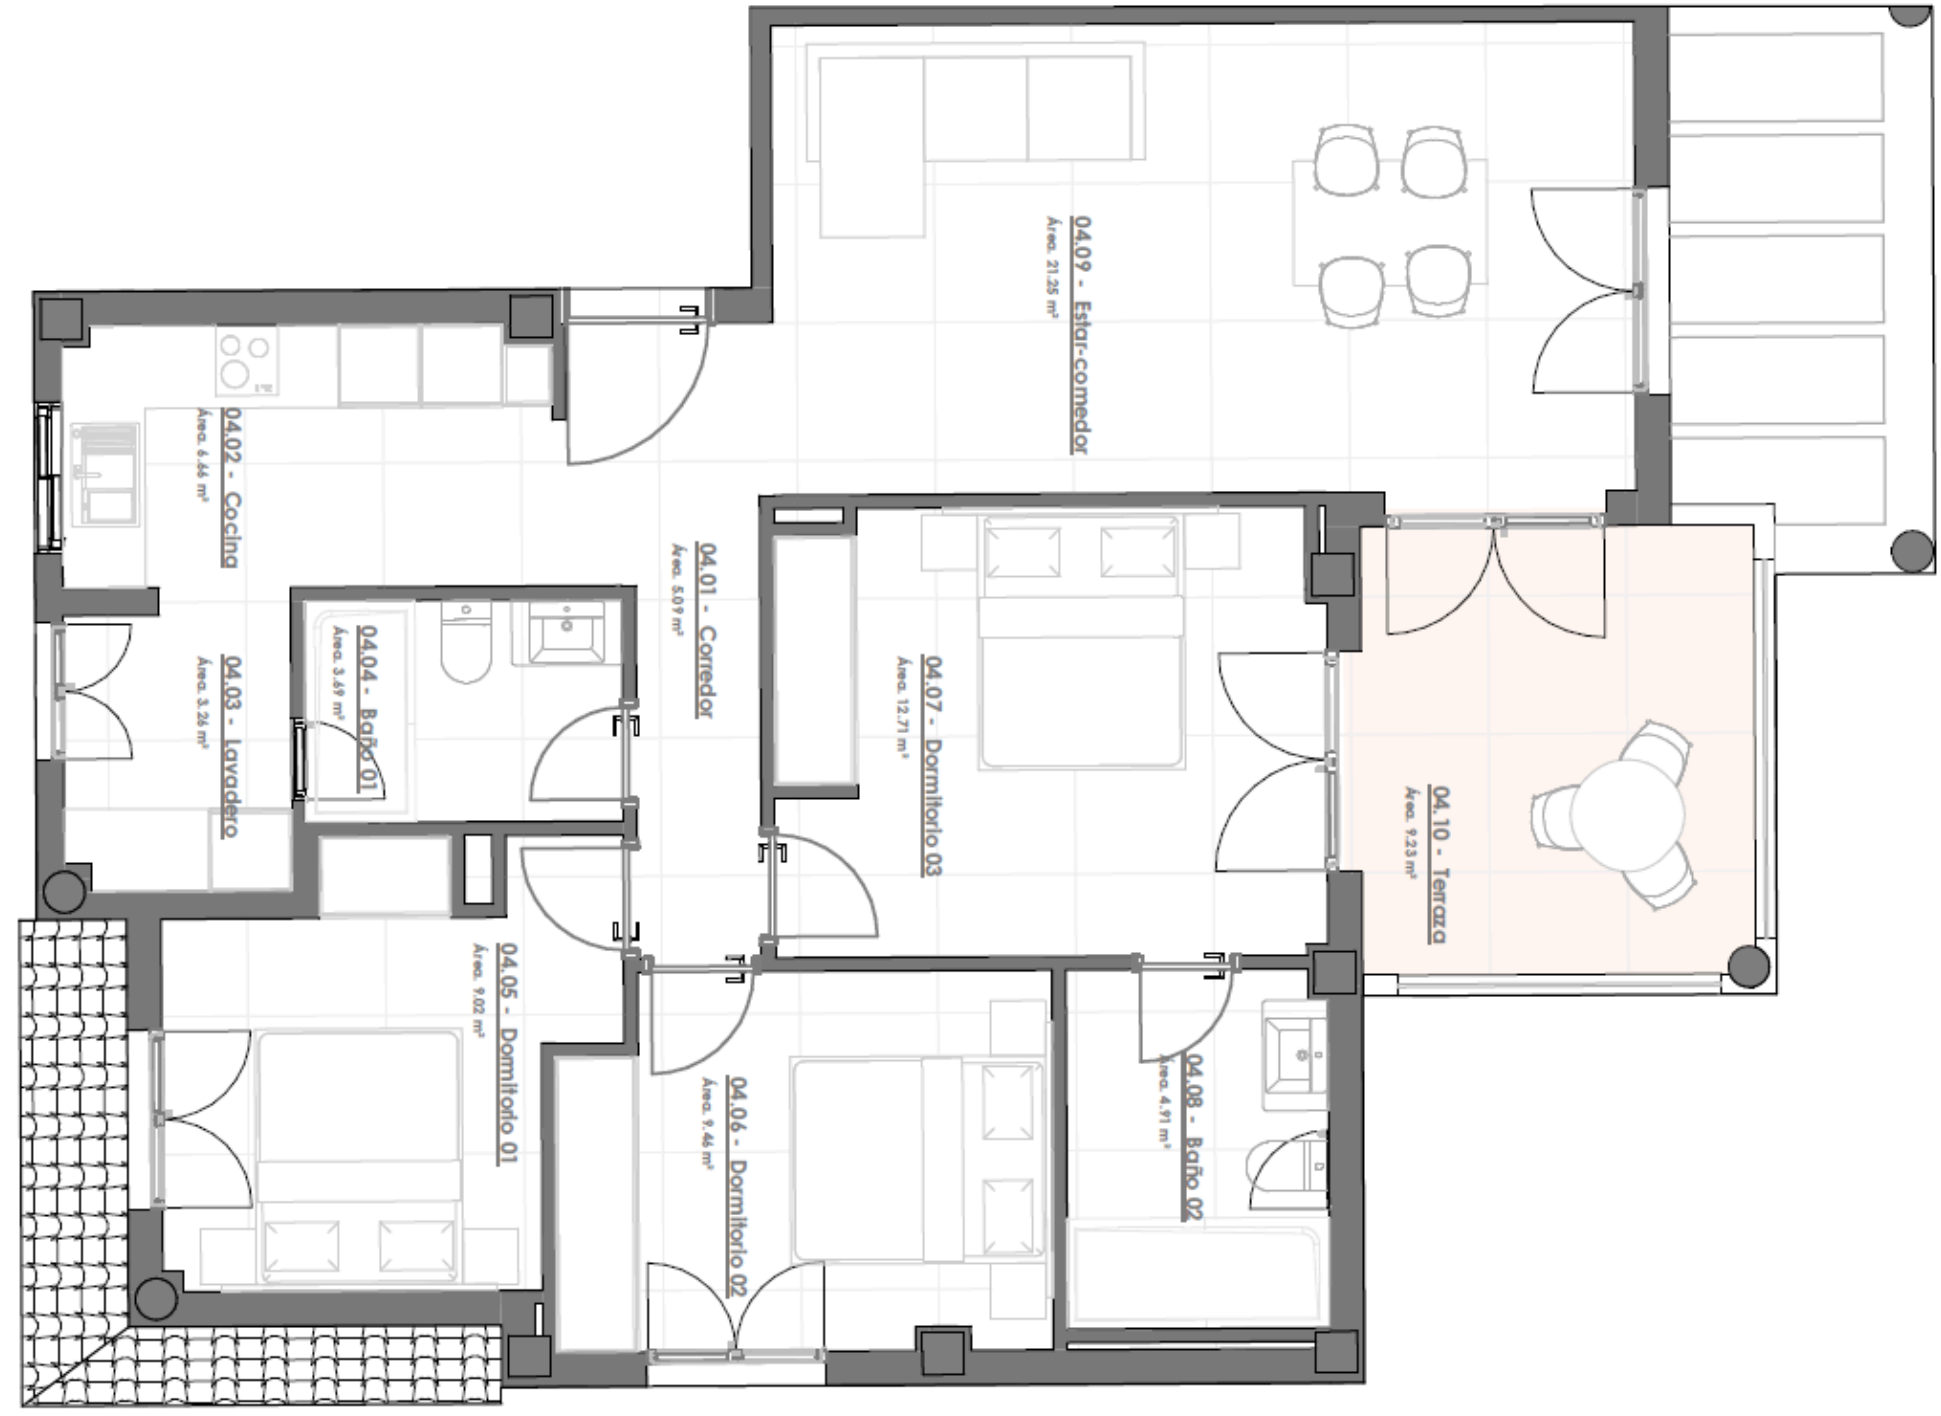 04.09 - Estar-comedor
Área. 21.25 m²
04.02 - Cocina
Área. 6.66 m²
04.01 - Corredor
Área. 5.09 m²
04.04 - Baño 01
Área. 3.69 m²
04.03 - Lavadero
Área. 3.26 m²
04.07 - Dormitorio 03
Área. 12.71 m²
04.10 - Terraza
Área. 9.23 m²
04.05 - Dormitorio 01
Área. 9.02 m²
04.06 - Dormitorio 02
Área. 9.46 m²
04.08 - Baño 02
Área. 4.91 m²